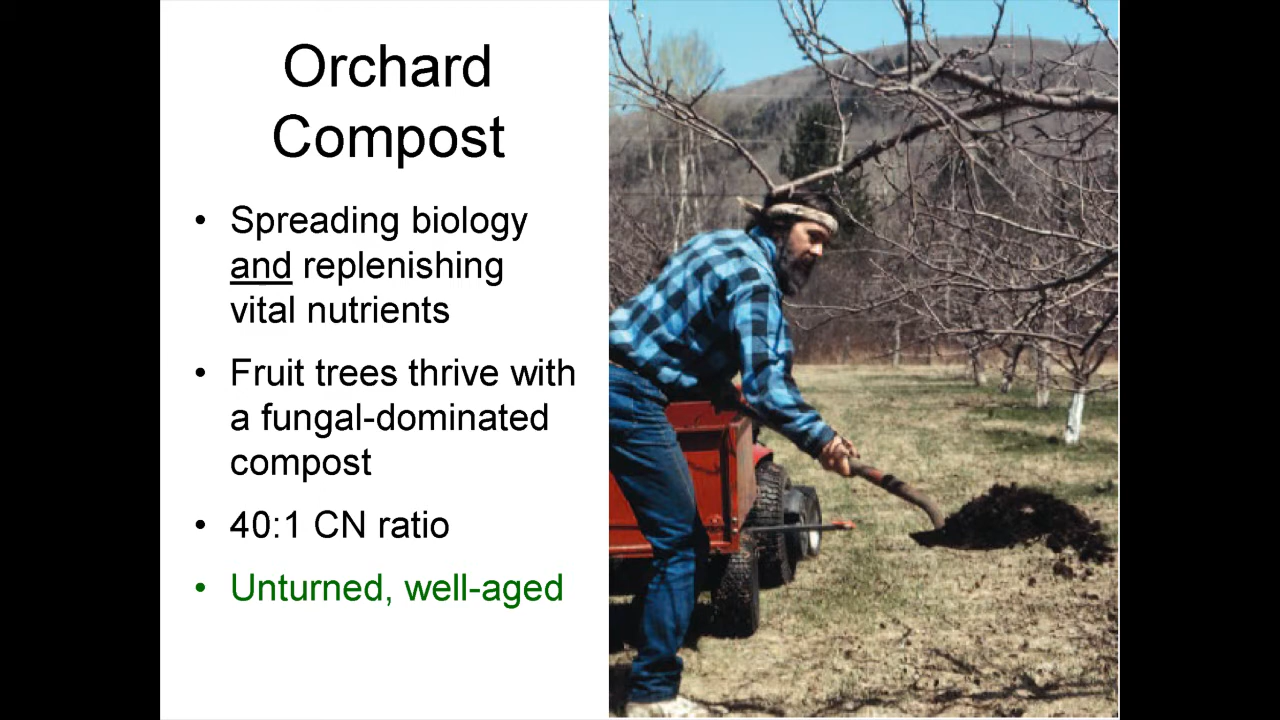 Orchard
Compost
• Spreading biology
and replenishing
vital nutrients
• Fruit trees thrive with
a fungal-dominated
compost
• 40:1 CN ratio
• Unturned, well-aged